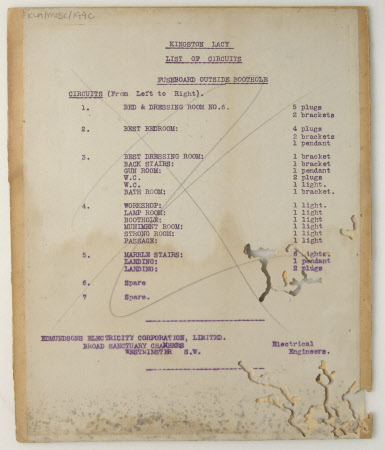 KINGSTON LACY
LIST OF CIRCUITS
FUSEBOARD OUTSIDE BOOTHOLE
CIRCUITS (From Left to Right).
1. BED & DRESSING ROOM NO.6. 5 plugs
2 brackets
2. BEST BEDROOM: 4 plugs
2 brackets
1 pendant
3. BEST DRESSING ROOM: 1 bracket
BACK STAIRS: 1 bracket
GUN ROOM: 1 pendant
W.C. 2 plugs
W.C. 1 light.
BATH ROOM: 1 bracket.
4. WORKSHOP: 1 light.
LAMP ROOM: 1 light
BOOTHOLE: 1 light
MUNIMENT ROOM: 1 light
STRONG ROOM: 1 light
PASSAGE: 1 light
5. MARBLE STAIRS: 6 lights.
LANDING: 1 pendant
LANDING: 2 plugs
6. Spare
7 Spare.
EDMUNDSONS ELECTRICITY CORPORATION, LIMITED. Electrical
BROAD SANCTUARY CHAMBERS Engineers.
WESTMINSTER S.W.